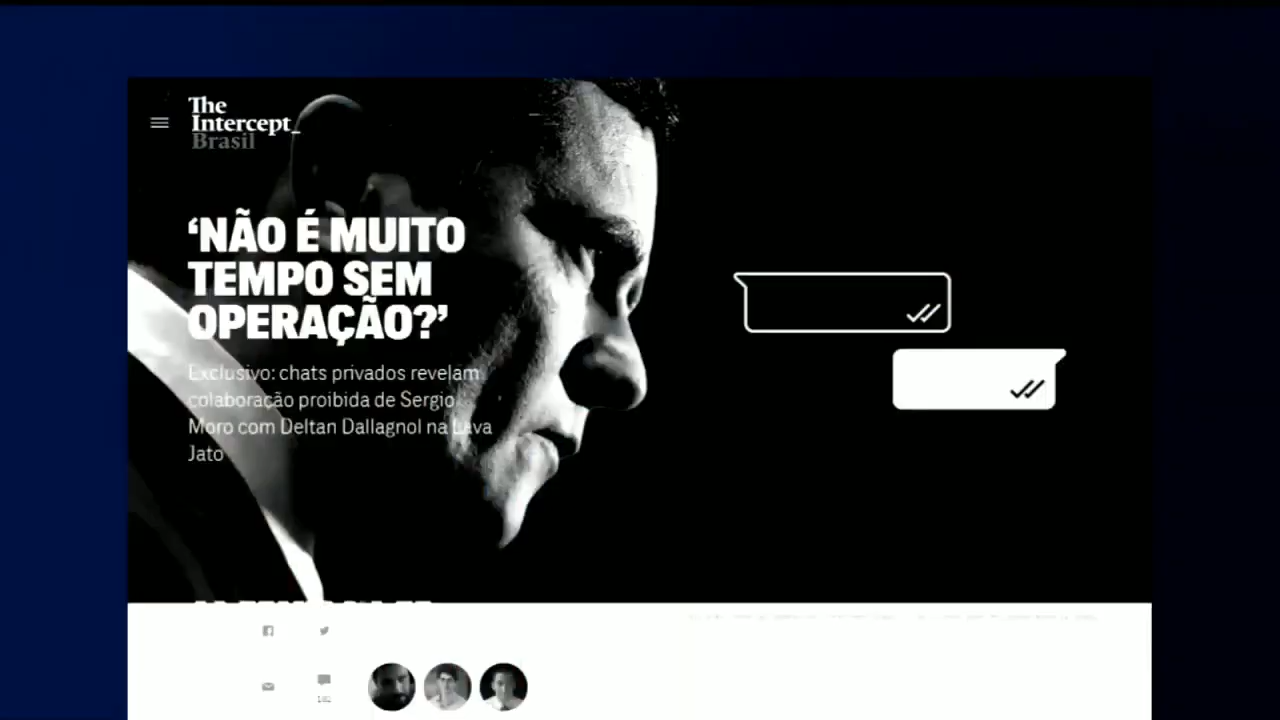 The
Intercept_
Brasil
‘NÃO É MUITO
TEMPO SEM
OPERAÇÃO?’
Exclusivo: chats privados revelam
colaboração proibida de Sergio
Moro com Deltan Dallagnol na Lava
Jato